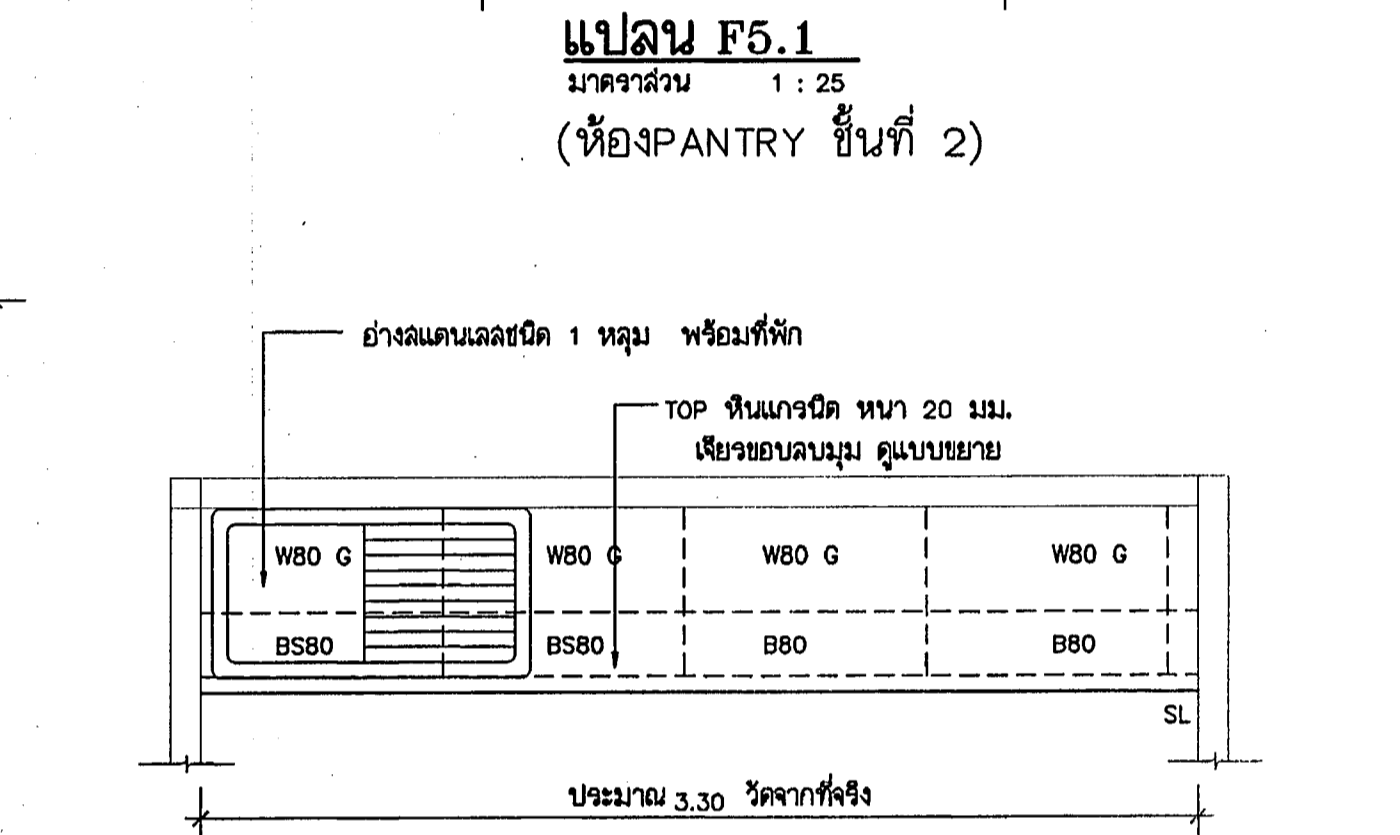 แปลน F5.1
มาตราส่วน 1 : 25
(ห้องPANTRY ชั้นที่ 2)
อ่างสแตนเลสชนิด 1 หลุม พร้อมที่พัก
TOP หินแกรนิต หนา 20 มม.
เจียรขอบลบมุม ดูแบบขยาย
W80 G W80 G W80 G W80 G
BS80 BS80 B80 B80
SL
ประมาณ 3.30 วัดจากที่จริง